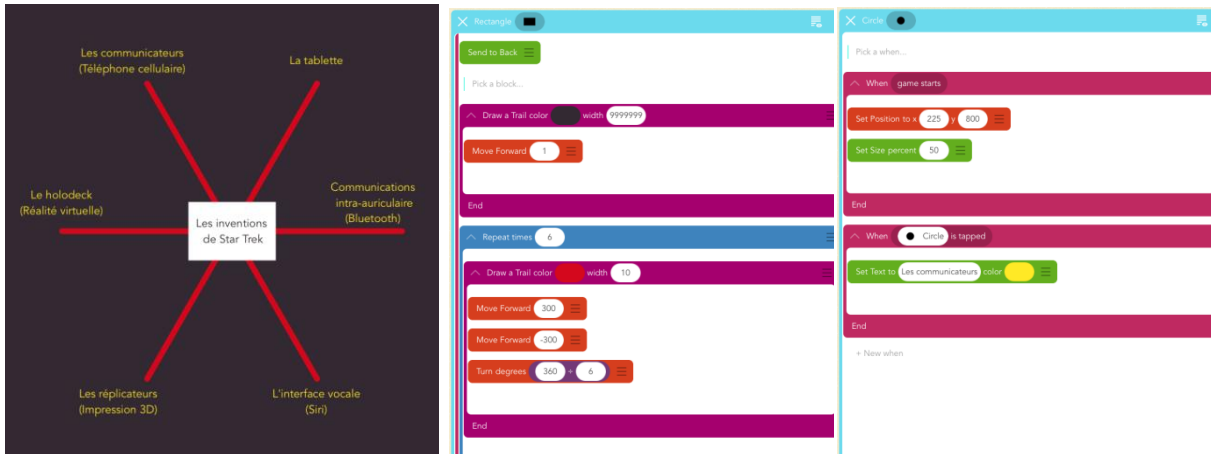 Les communicateurs
(Téléphone cellulaire)
La tablette
Le holodeck
(Réalité virtuelle)
Communications
intra-auriculaire
(Bluetooth)
Les inventions
de Star Trek
Les réplicateurs
(Impression 3D)
L'interface vocale
(Siri)
Rectangle
Send to Back
Pick a block...
Draw a Trail color width 9999999
Move Forward 1
End
Repeat times 6
Draw a Trail color width 10
Move Forward 300
Move Forward -300
Turn degrees 360 ÷ 6
End
Circle
Pick a when...
When game starts
Set Position to x 225 y 800
Set Size percent 50
End
When Circle is tapped
Set Text to Les communicateurs color
End
+ New when